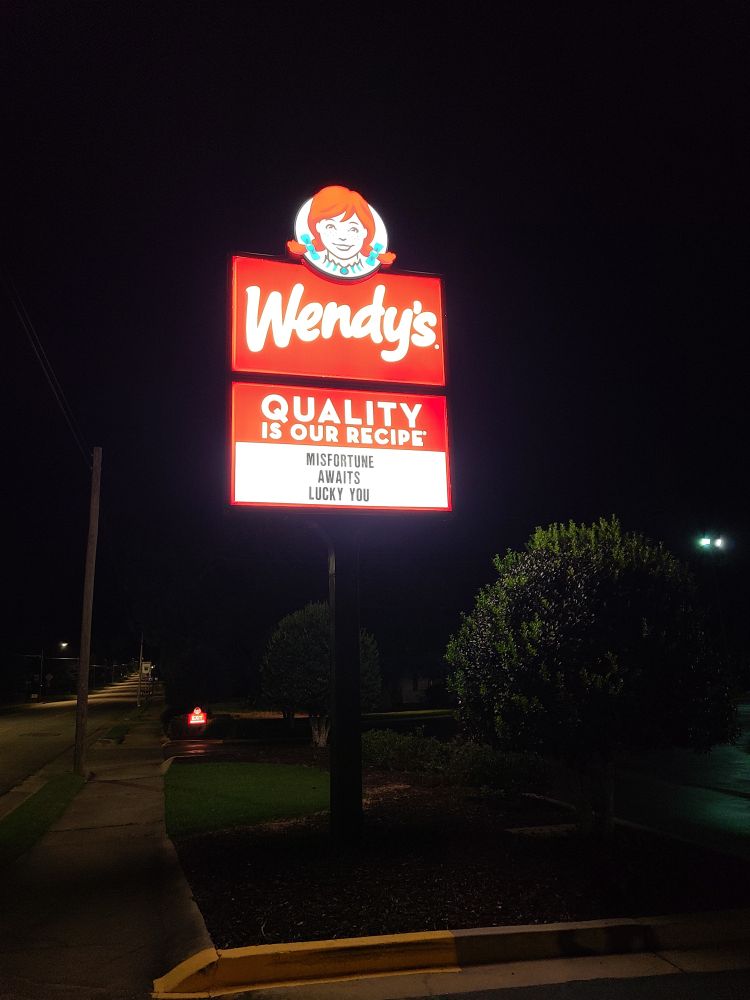 Wendy's
QUALITY
IS OUR RECIPE
MISFORTUNE
AWAITS
LUCKY YOU